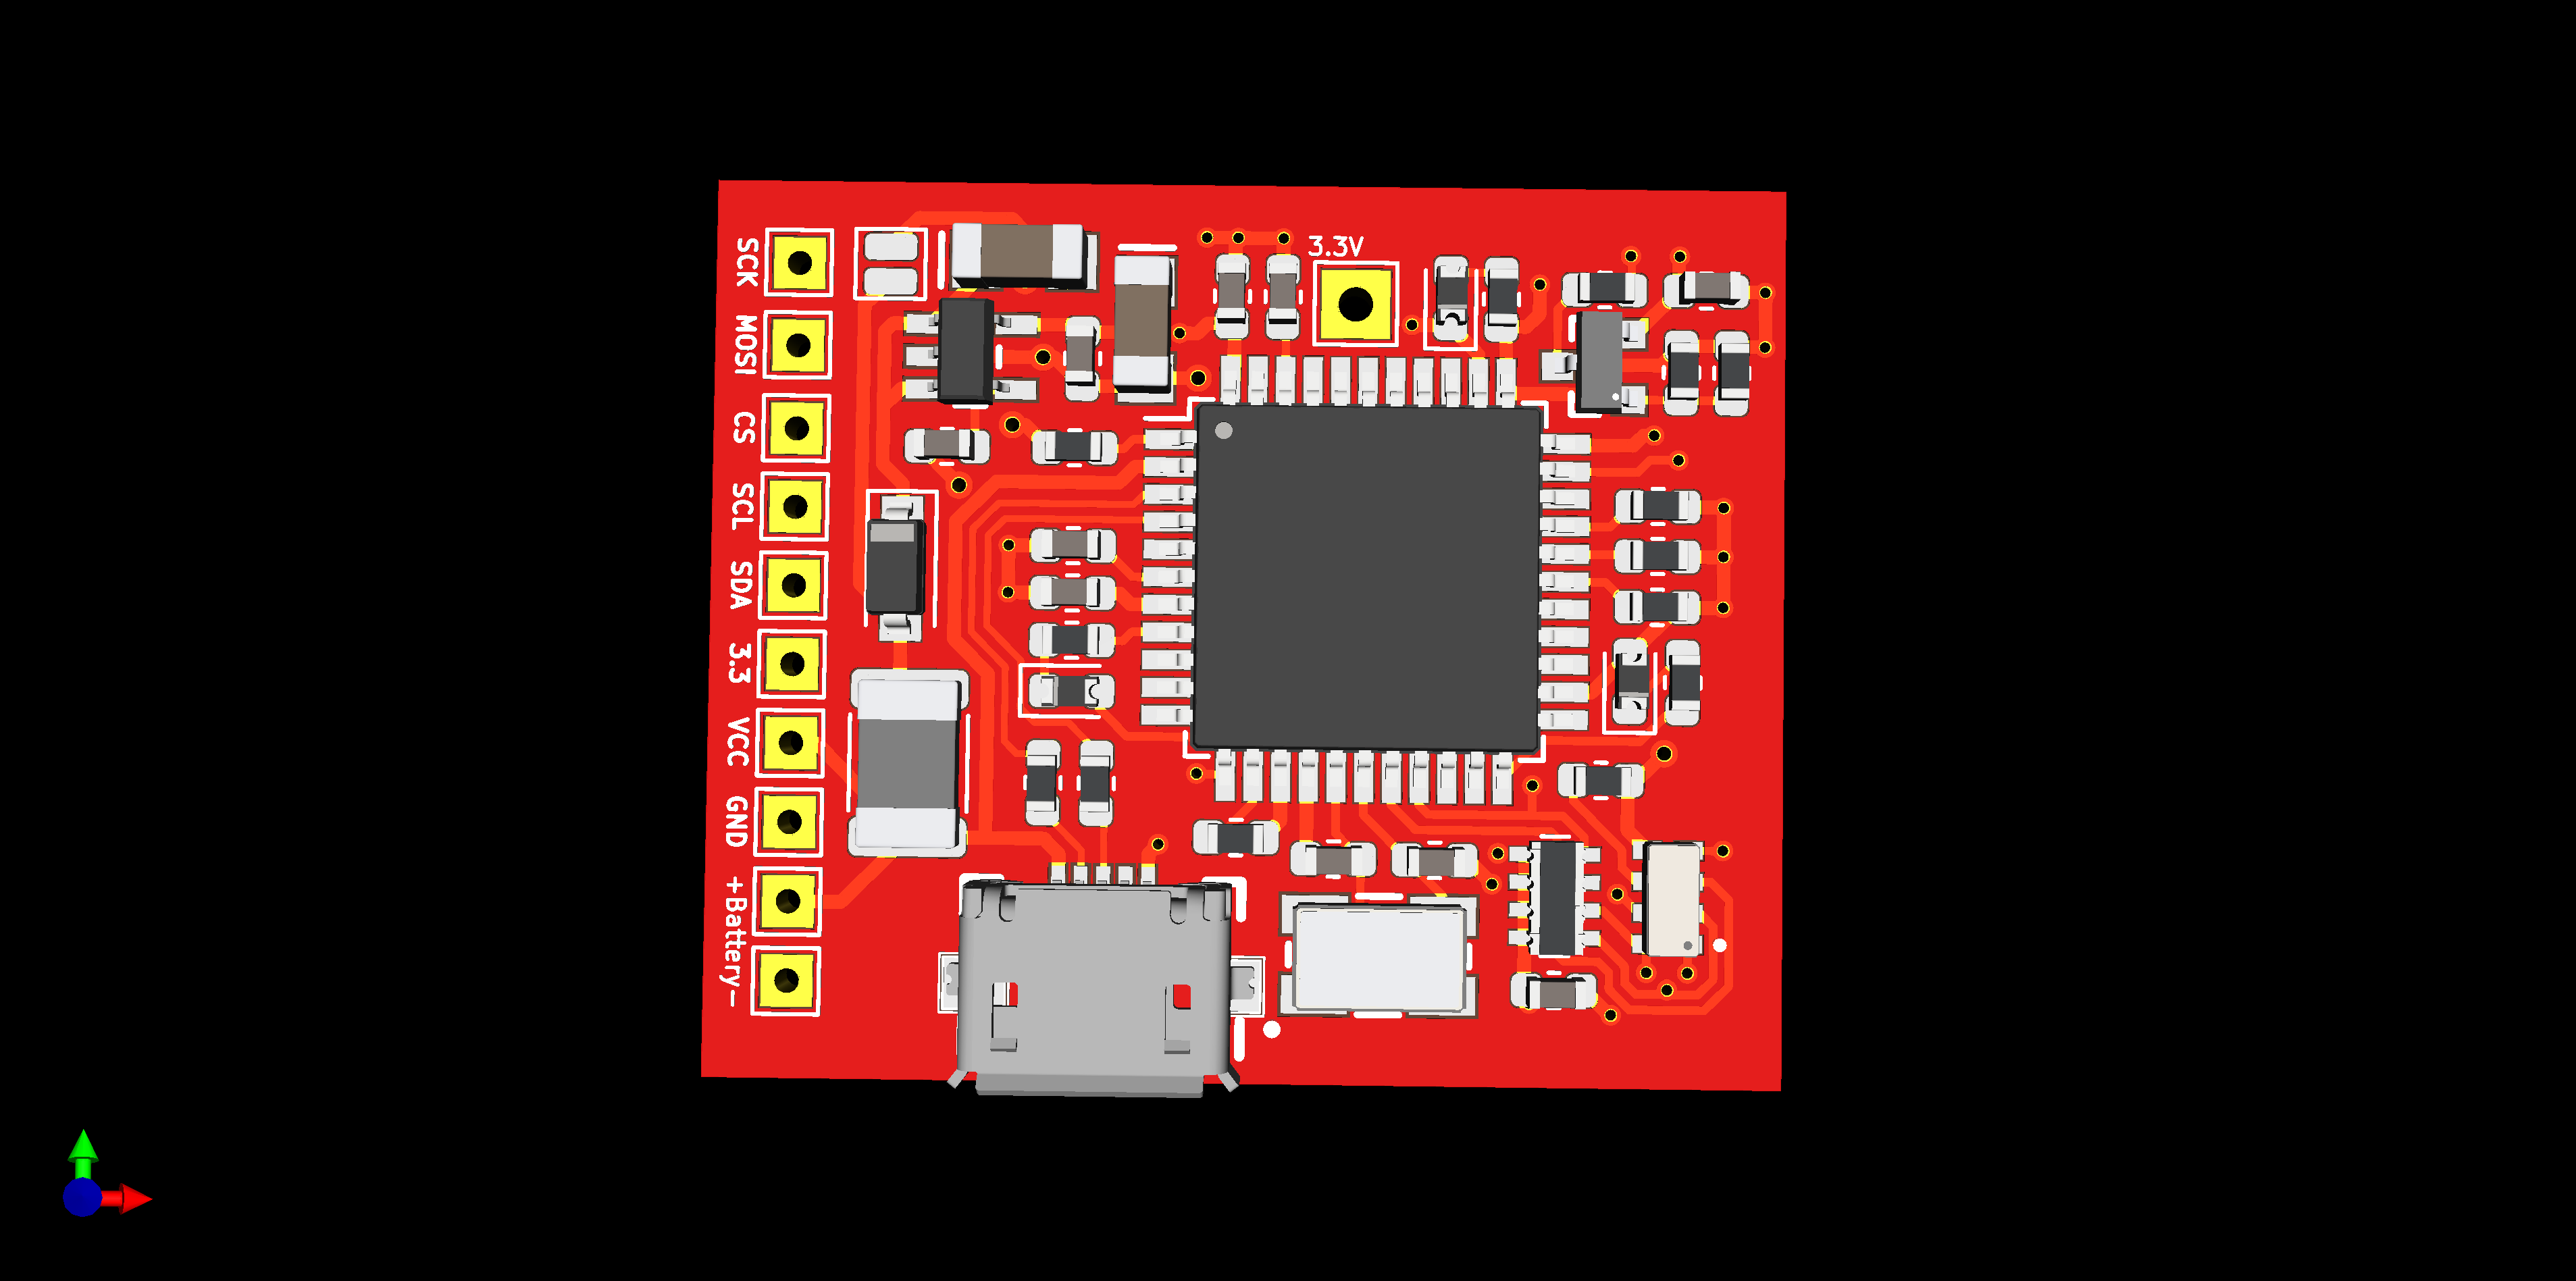 3.3V
SCK
MOSI
CS
SCL
SDA
3.3
VCC
GND
+Battery-